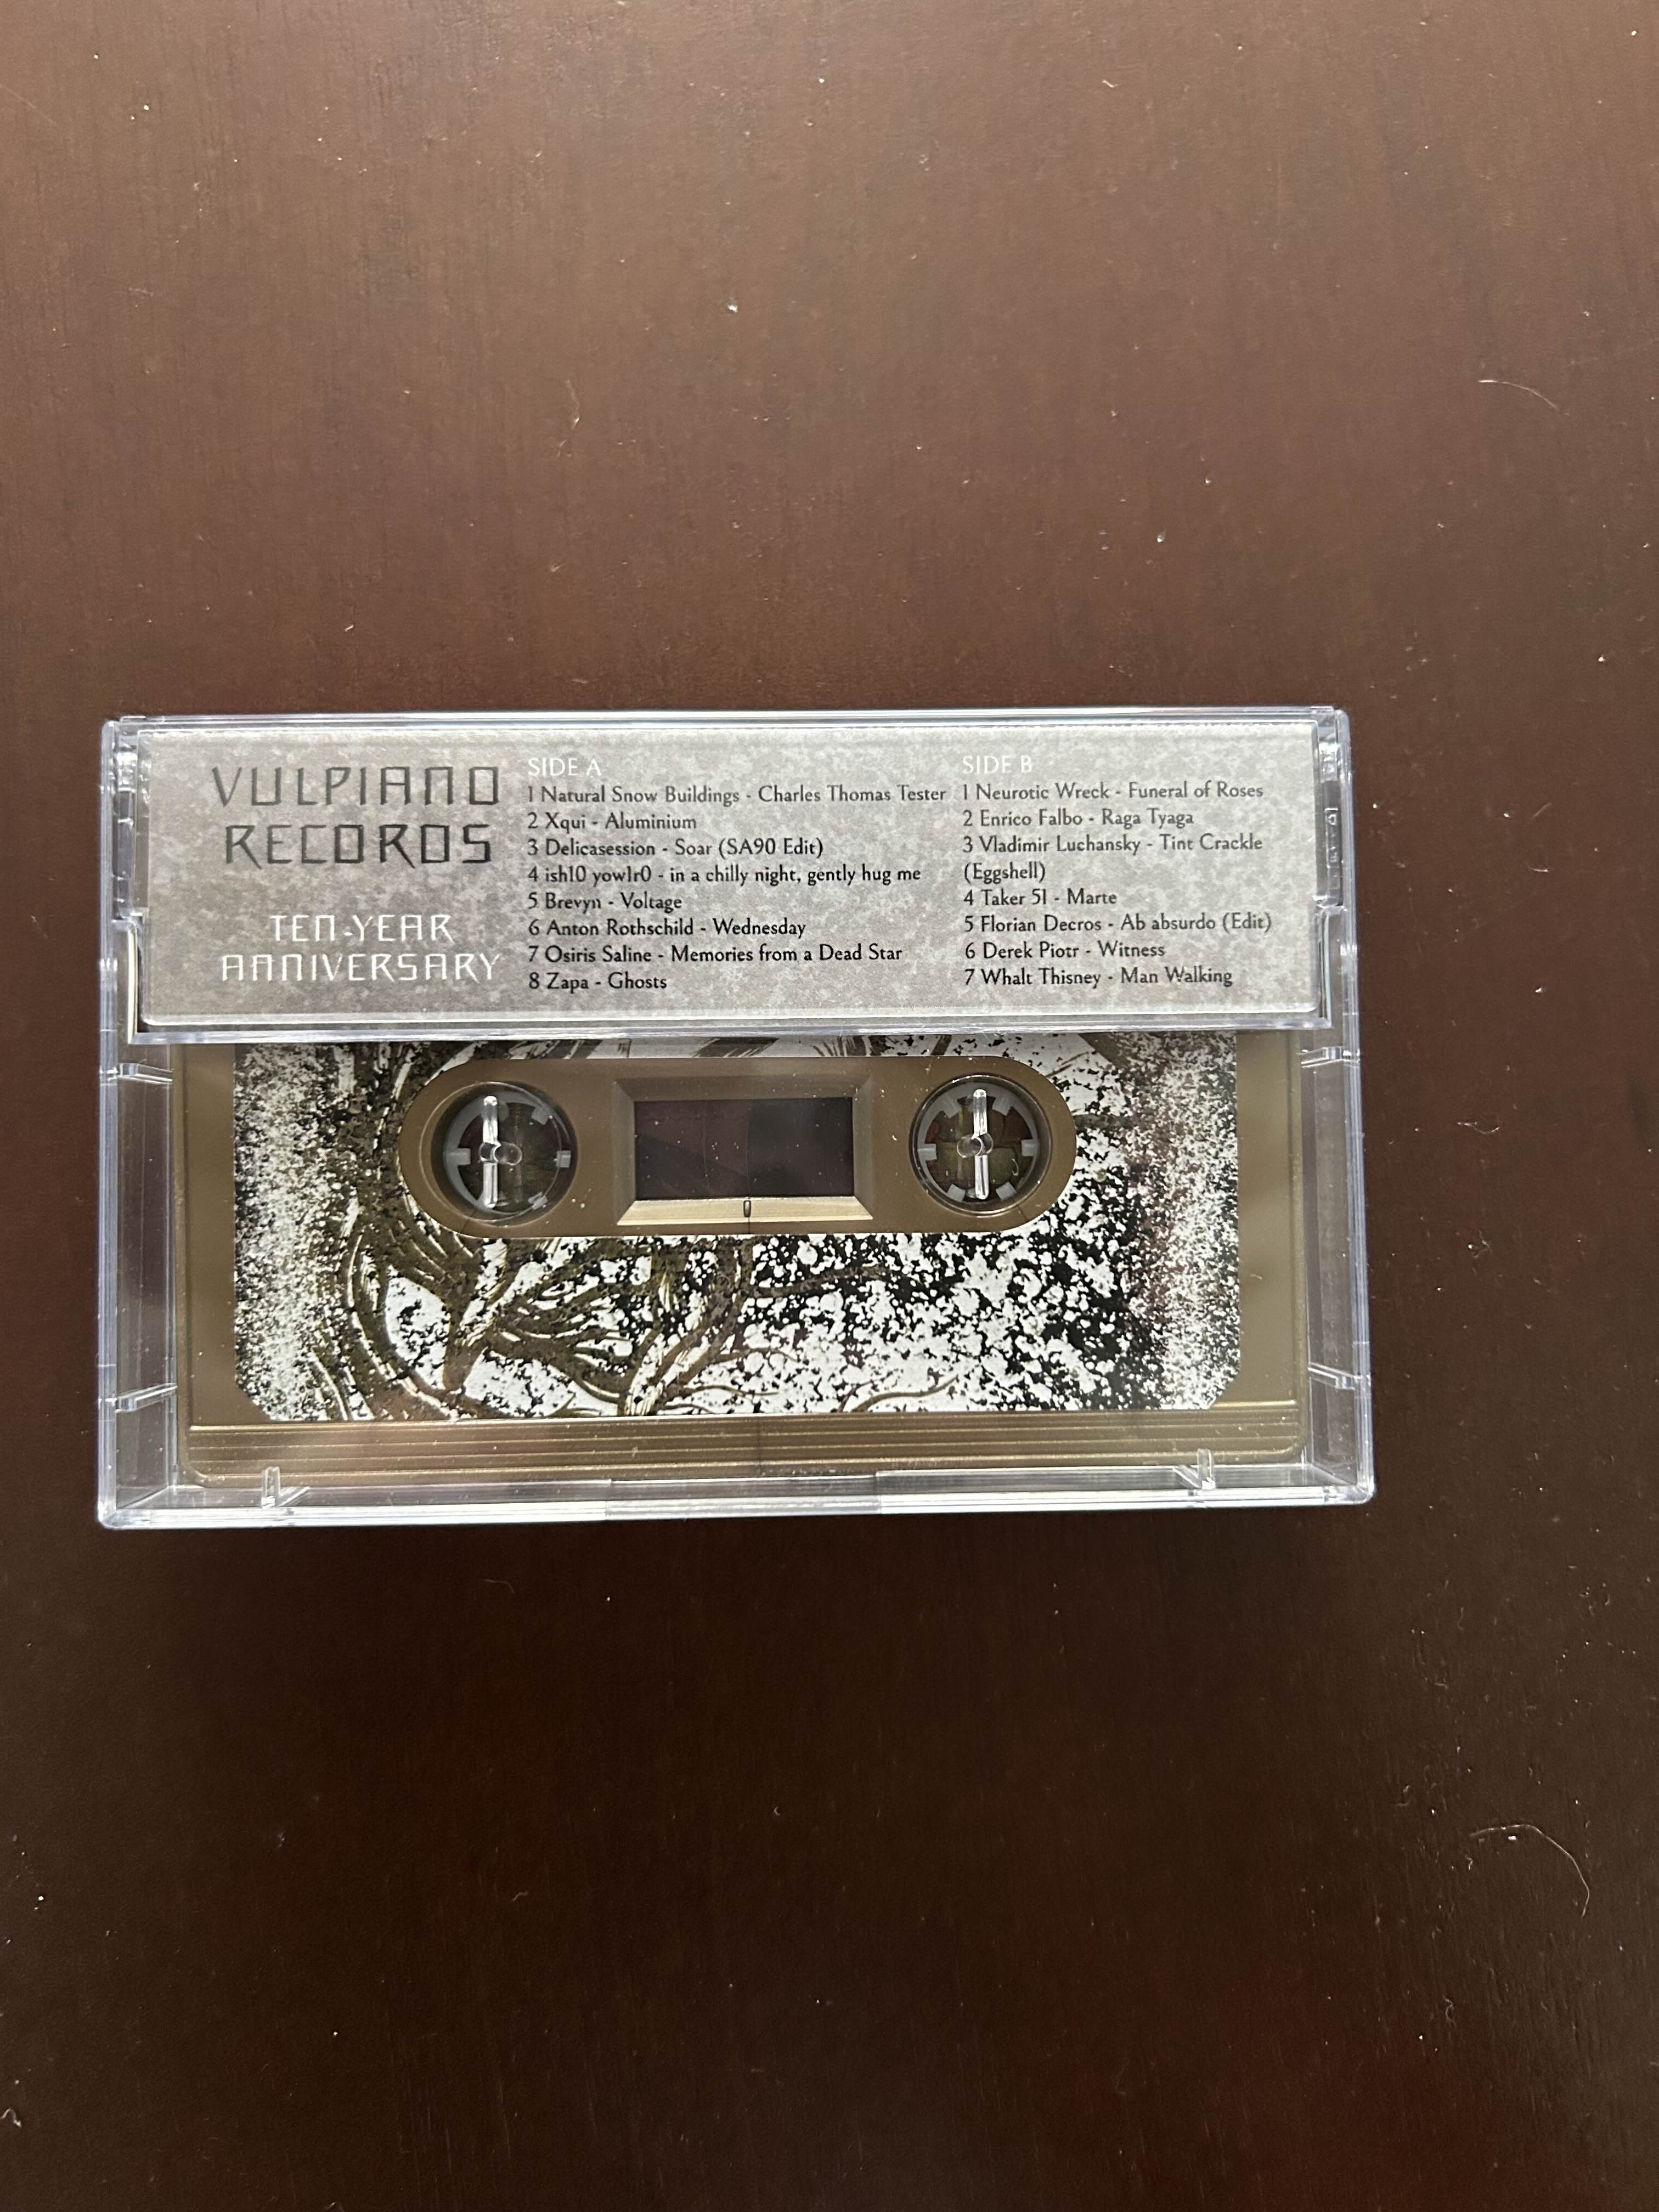 VULPIANO
RECORDS
TEN-YEAR
ANNIVERSARY
SIDE A
1 Natural Snow Buildings - Charles Thomas Tester
2 Xqui - Aluminium
3 Delicasession - Soar (SA90 Edit)
4 ish10 yow1r0 - in a chilly night, gently hug me
5 Brevyn - Voltage
6 Anton Rothschild - Wednesday
7 Osiris Saline - Memories from a Dead Star
8 Zapa - Ghosts
SIDE B
1 Neurotic Wreck - Funeral of Roses
2 Enrico Falbo - Raga Tyaga
3 Vladimir Luchansky - Tint Crackle
(Eggshell)
4 Taker 51 - Marte
5 Florian Decros - Ab absurdo (Edit)
6 Derek Piotr - Witness
7 Whalt Thisney - Man Walking